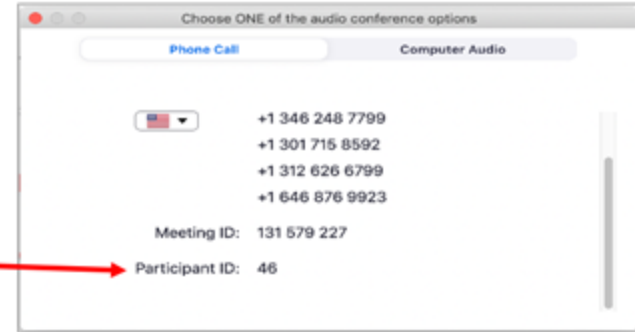 Choose ONE of the audio conference options
Phone Call Computer Audio
+1 346 248 7799
+1 301 715 8592
+1 312 626 6799
+1 646 876 9923
Meeting ID: 131 579 227
Participant ID: 46